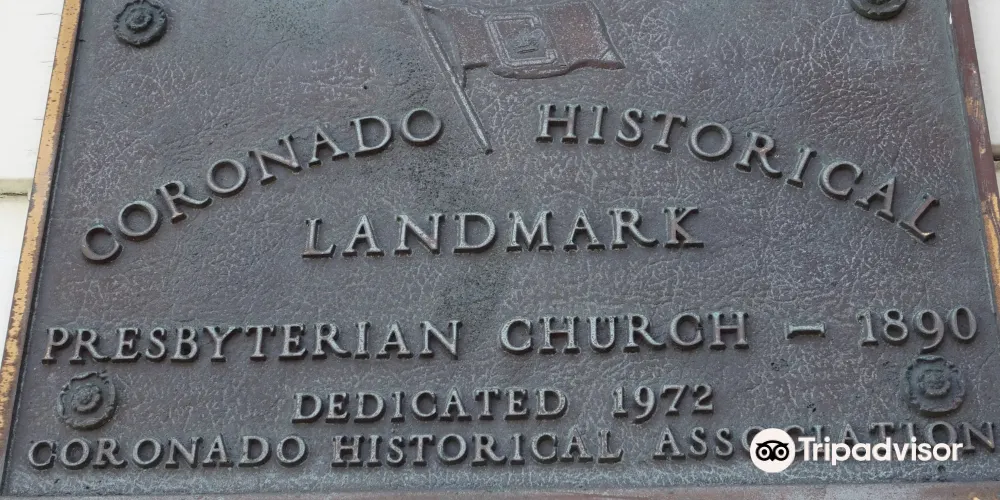 CORONADO HISTORICAL
LANDMARK
PRESBYTERIAN CHURCH – 1890
DEDICATED 1972
CORONADO HISTORICAL ASSOCIATION
Tripadvisor